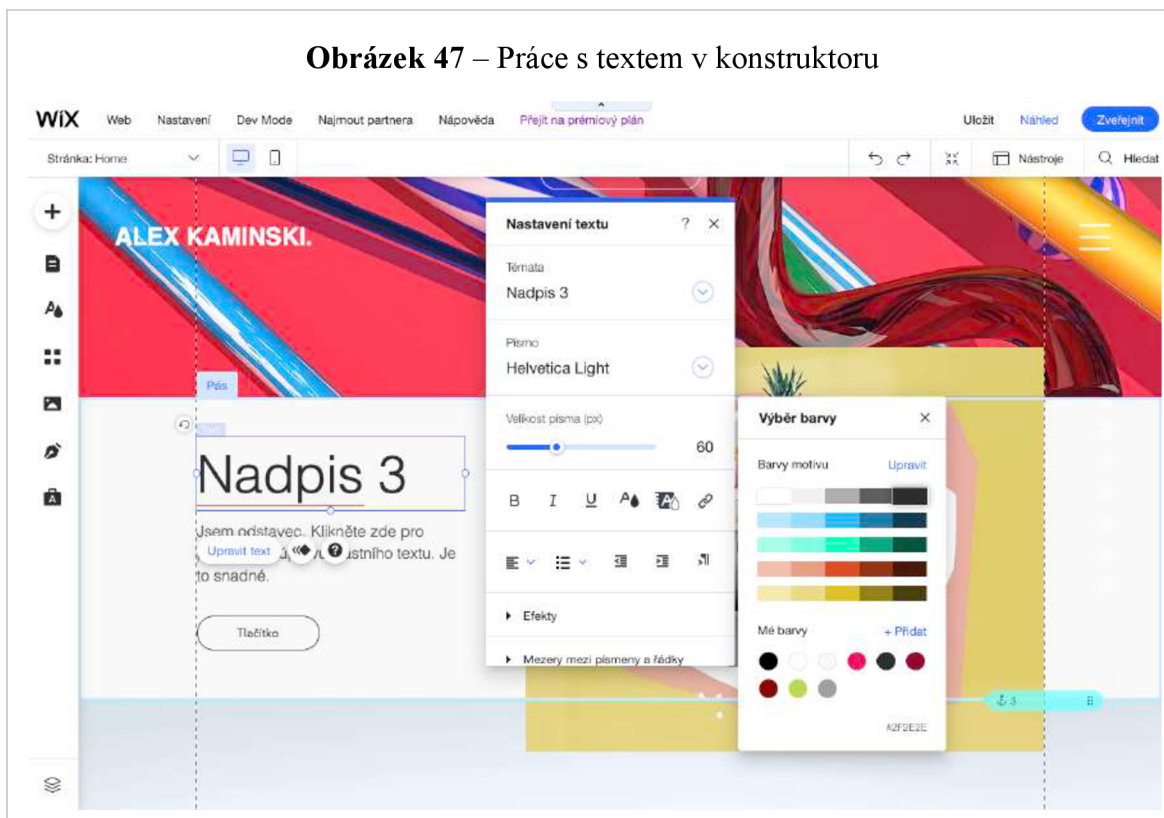 Obrázek 47 – Práce s textem v konstruktoru
WiX Web Nastavení Dev Mode Najmout partnera Nápověda Přejít na prémiový plán Uložit Náhled Zveřejnit
Stránka: Home Nástroje Hledat
ALEX KAMINSKI.
Nastavení textu ?
Témata
Nadpis 3
Písmo
Helvetica Light
Velikost písma (px)
60
B I U A A
Efekty
Mezery mezi písmeny a řádky
Pás
Text
Nadpis 3
Jsem odstavec. Klikněte zde pro
Upravit text astního textu. Je
to snadné.
Tlačítko
Výběr barvy
Barvy motivu Upravit
Mé barvy + Přidat
#2F2E2E
3